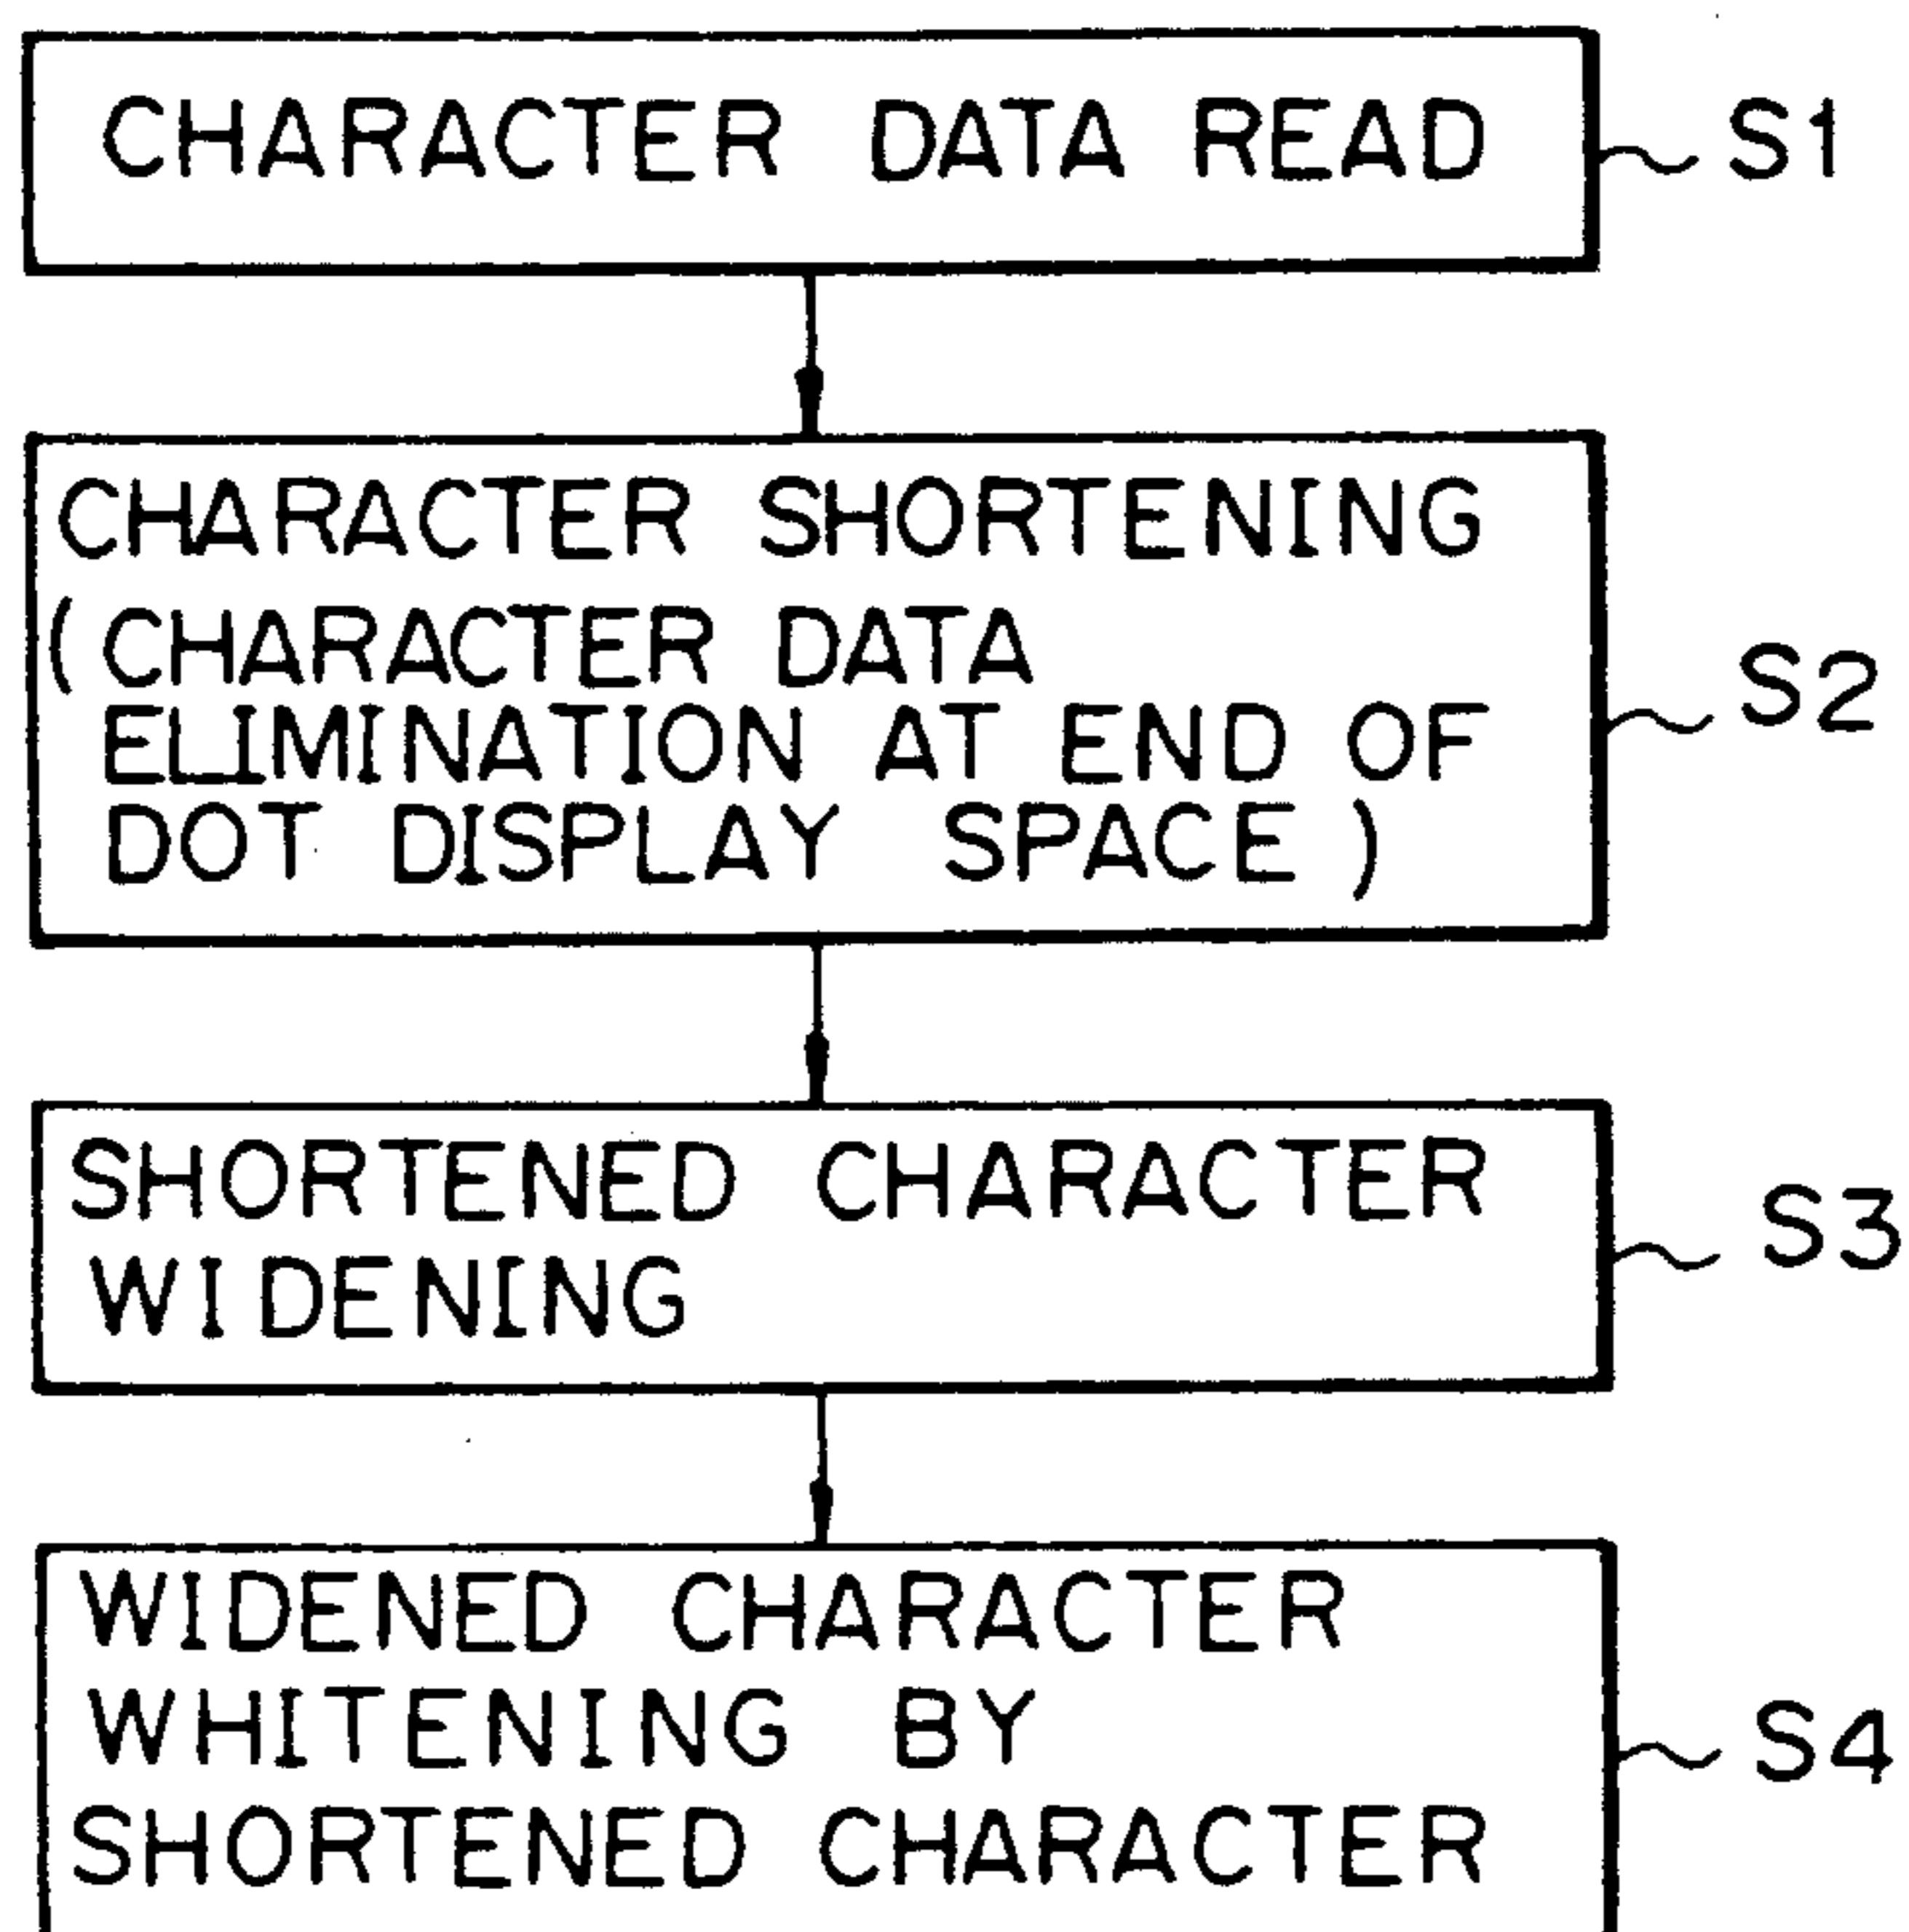 CHARACTER DATA READ S1
CHARACTER SHORTENING
(CHARACTER DATA
ELIMINATION AT END OF S2
DOT DISPLAY SPACE)
SHORTENED CHARACTER S3
WIDENING
WIDENED CHARACTER
WHITENING BY S4
SHORTENED CHARACTER